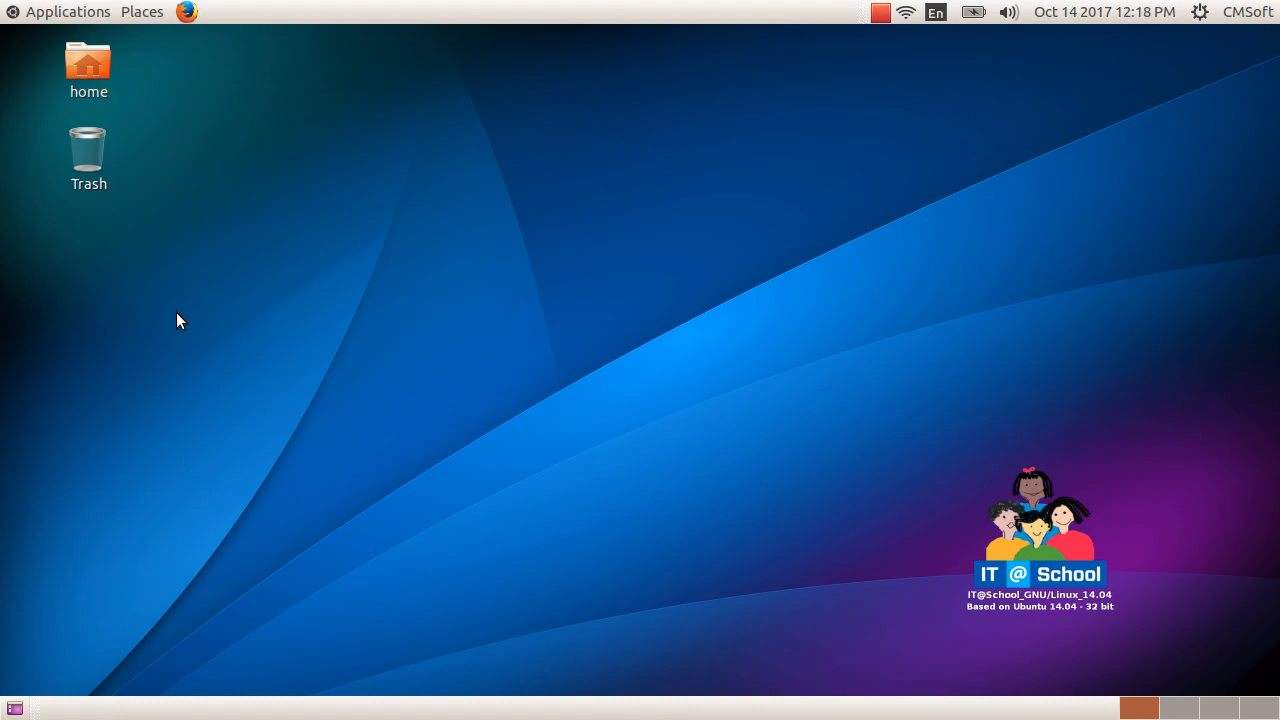 Applications Places En Oct 14 2017 12:18 PM CMSoft
home
Trash
IT @ School
IT@School_GNU/Linux_14.04
Based on Ubuntu 14.04 - 32 bit